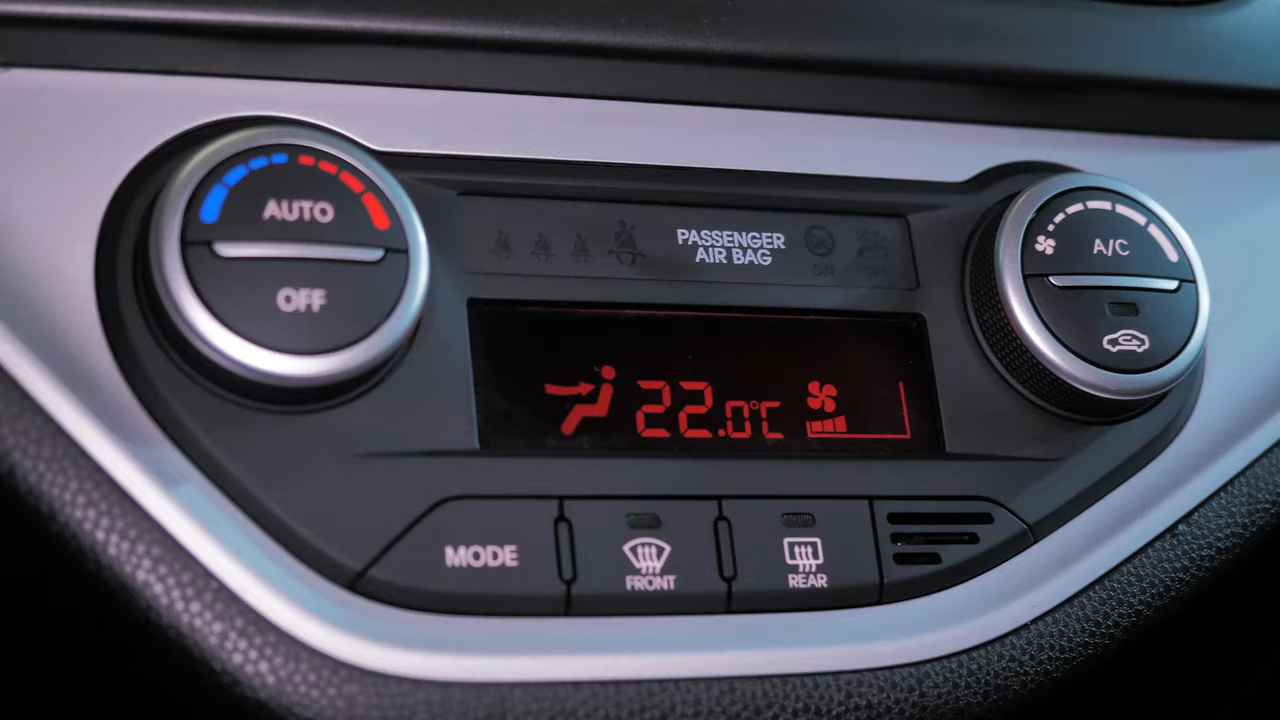 AUTO
OFF
PASSENGER
AIR BAG
ON
A/C
22.0°C
MODE
FRONT
REAR